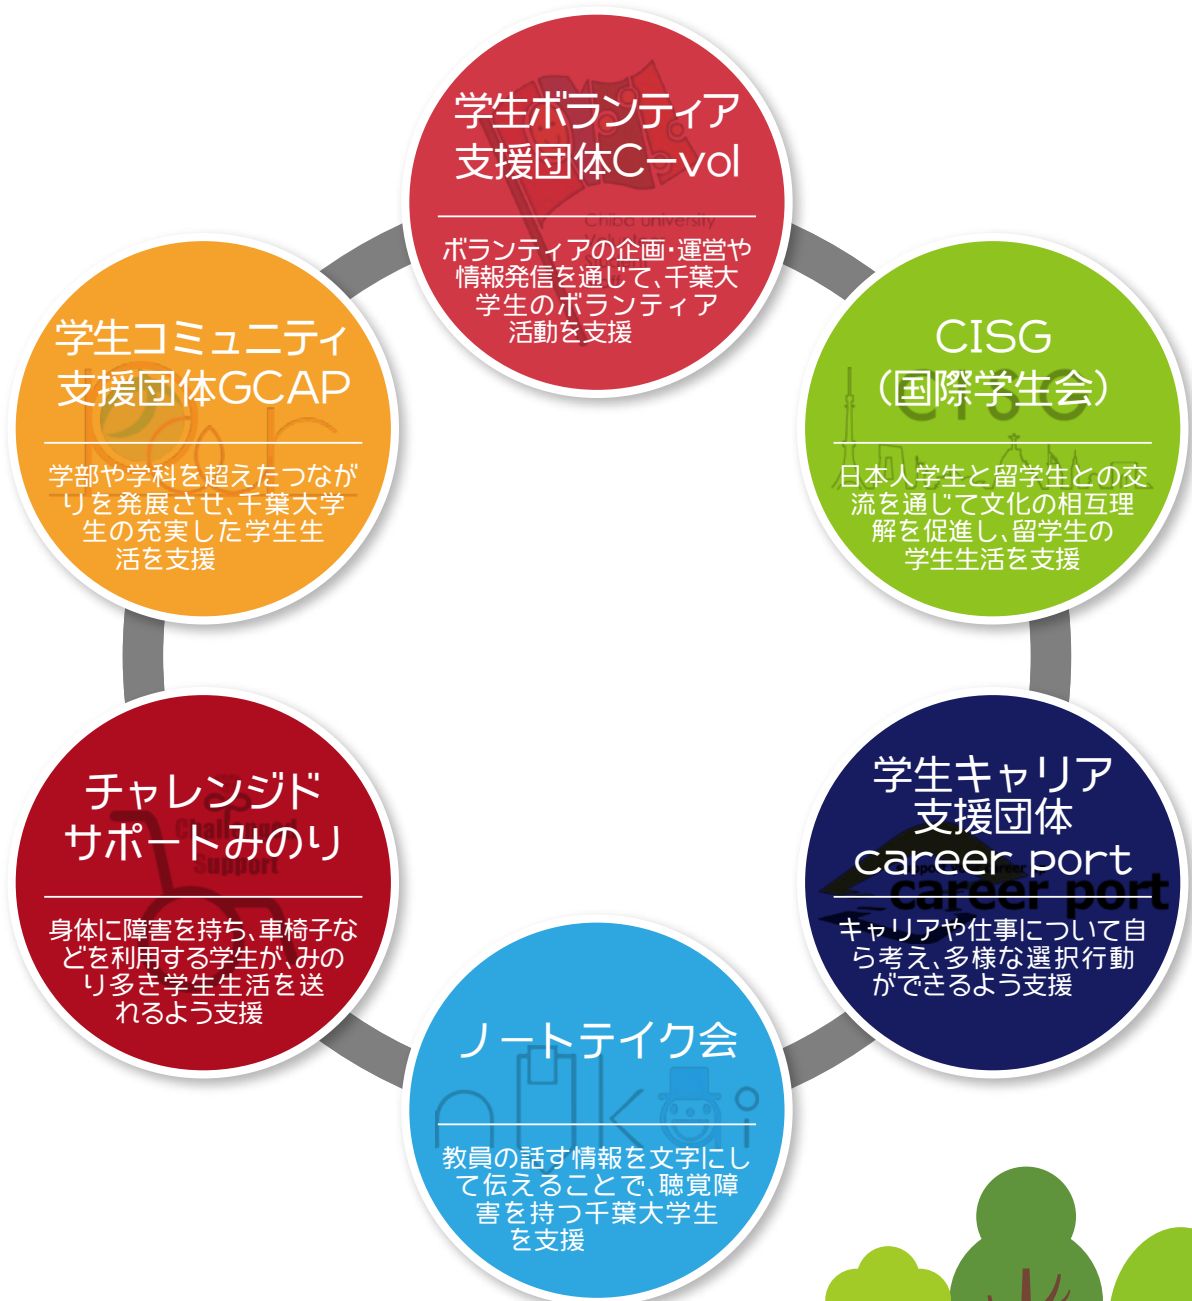 学生ボランティア
支援団体C-vol
Chiba university
ボランティアの企画・運営や
情報発信を通じて、千葉大
学生のボランティア
活動を支援
学生コミュニティ
支援団体GCAP
学部や学科を超えたつなが
りを発展させ、千葉大学
生の充実した学生生
活を支援
CISG
（国際学生会）
CISG
日本人学生と留学生との交
流を通じて文化の相互理
解を促進し、留学生の
学生生活を支援
チャレンジド
サポートみのり
Challenged
Support
身体に障害を持ち、車椅子な
どを利用する学生が、みの
り多き学生生活を送
れるよう支援
学生キャリア
支援団体
career port
career port
キャリアや仕事について自
ら考え、多様な選択行動
ができるよう支援
ノートテイク会
教員の話す情報を文字にし
て伝えることで、聴覚障
害を持つ千葉大学生
を支援